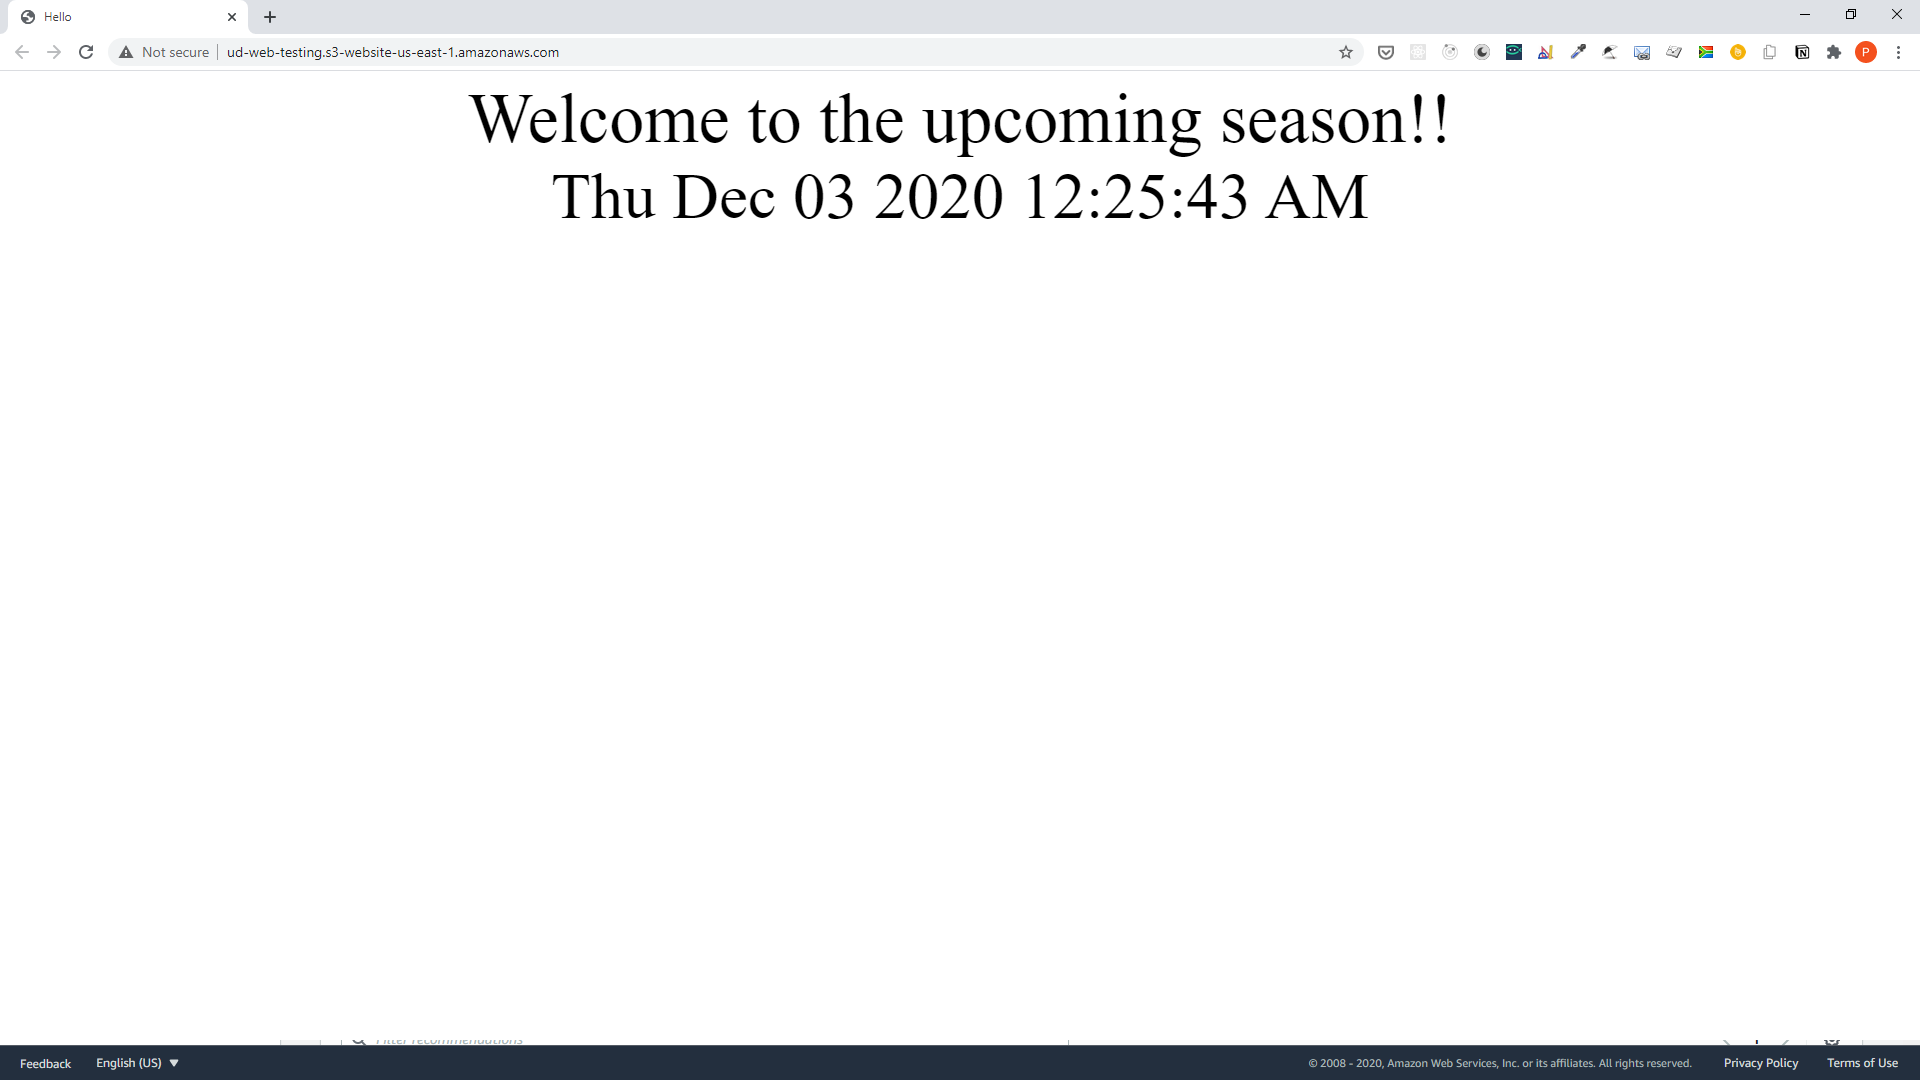 Hello
Not secure
ud-web-testing.s3-website-us-east-1.amazonaws.com
P
Welcome to the upcoming season!!
Thu Dec 03 2020 12:25:43 AM
Filter recommendations
Feedback
English (US)
© 2008 - 2020, Amazon Web Services, Inc. or its affiliates. All rights reserved.
Privacy Policy
Terms of Use